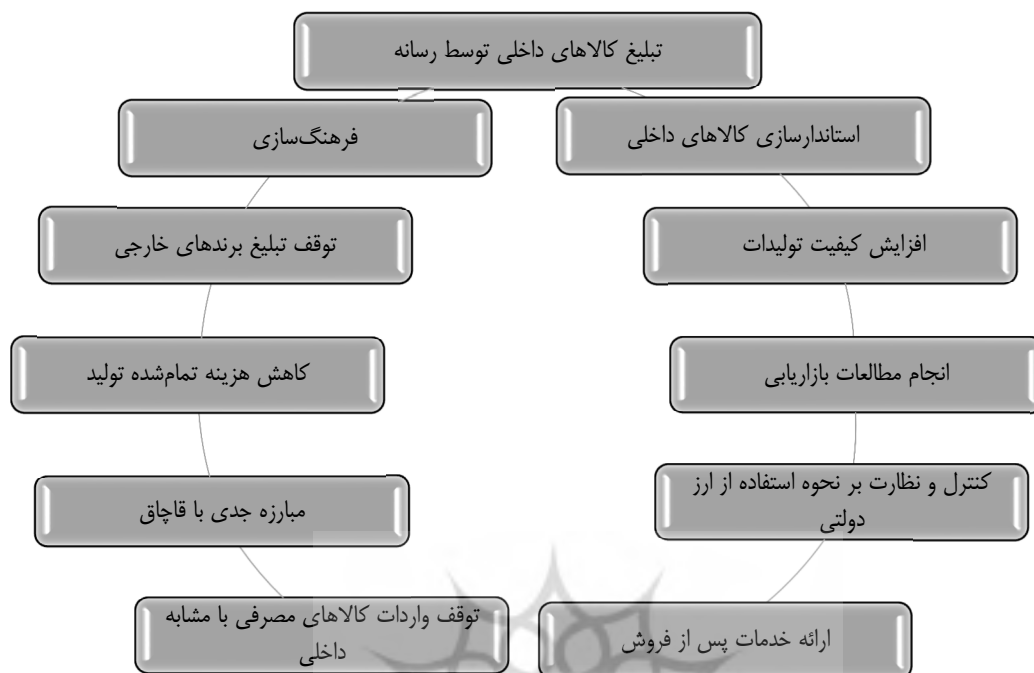 تبلیغ کالاهای داخلی توسط رسانه
استاندارسازی کالاهای داخلی
فرهنگ‌سازی
افزایش کیفیت تولیدات
توقف تبلیغ برندهای خارجی
انجام مطالعات بازاریابی
کاهش هزینه تمام‌شده تولید
کنترل و نظارت بر نحوه استفاده از ارز
دولتی
مبارزه جدی با قاچاق
ارائه خدمات پس از فروش
توقف واردات کالاهای مصرفی با مشابه
داخلی